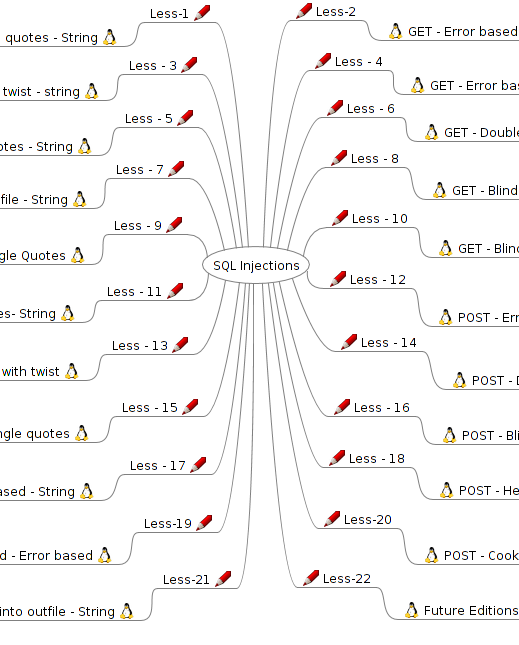 Less-1
quotes - String
Less - 3
twist - string
Less - 5
otes - String
Less - 7
file - String
Less - 9
gle Quotes
Less - 11
es- String
Less - 13
with twist
Less - 15
ngle quotes
Less - 17
ased - String
Less-19
d - Error based
Less-21
into outfile - String
SQL Injections
Less-2
GET - Error based
Less - 4
GET - Error bas
Less - 6
GET - Double
Less - 8
GET - Blind
Less - 10
GET - Blind
Less - 12
POST - Err
Less - 14
POST - D
Less - 16
POST - Bli
Less - 18
POST - He
Less-20
POST - Cook
Less-22
Future Editions